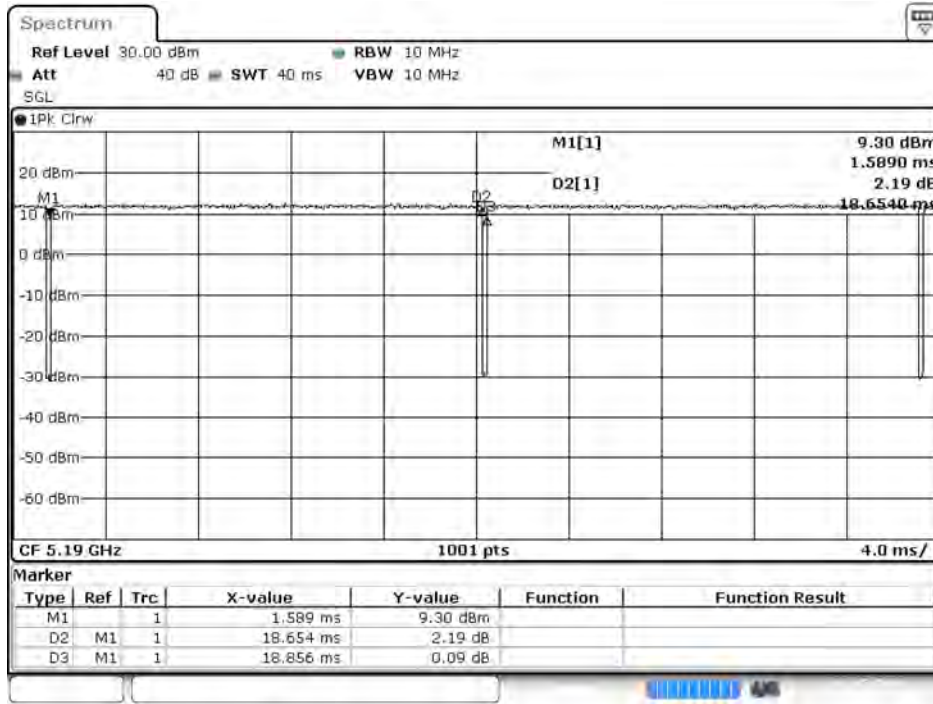 Spectrum
Ref Level 30.00 dBm RBW 10 MHz
Att 40 dB SWT 40 ms VBW 10 MHz
SGL
1Pk Clrw
M1[1] 9.30 dBm
1.5890 ms
20 dBm
D2[1] 2.19 dB
M1 D2 18.6540 ms
10 dBm
0 dBm
-10 dBm
-20 dBm
-30 dBm
-40 dBm
-50 dBm
-60 dBm
CF 5.19 GHz 1001 pts 4.0 ms/
Marker
Type Ref Trc X-value Y-value Function Function Result
M1 1 1.589 ms 9.30 dBm
D2 M1 1 18.654 ms 2.19 dB
D3 M1 1 18.856 ms 0.09 dB